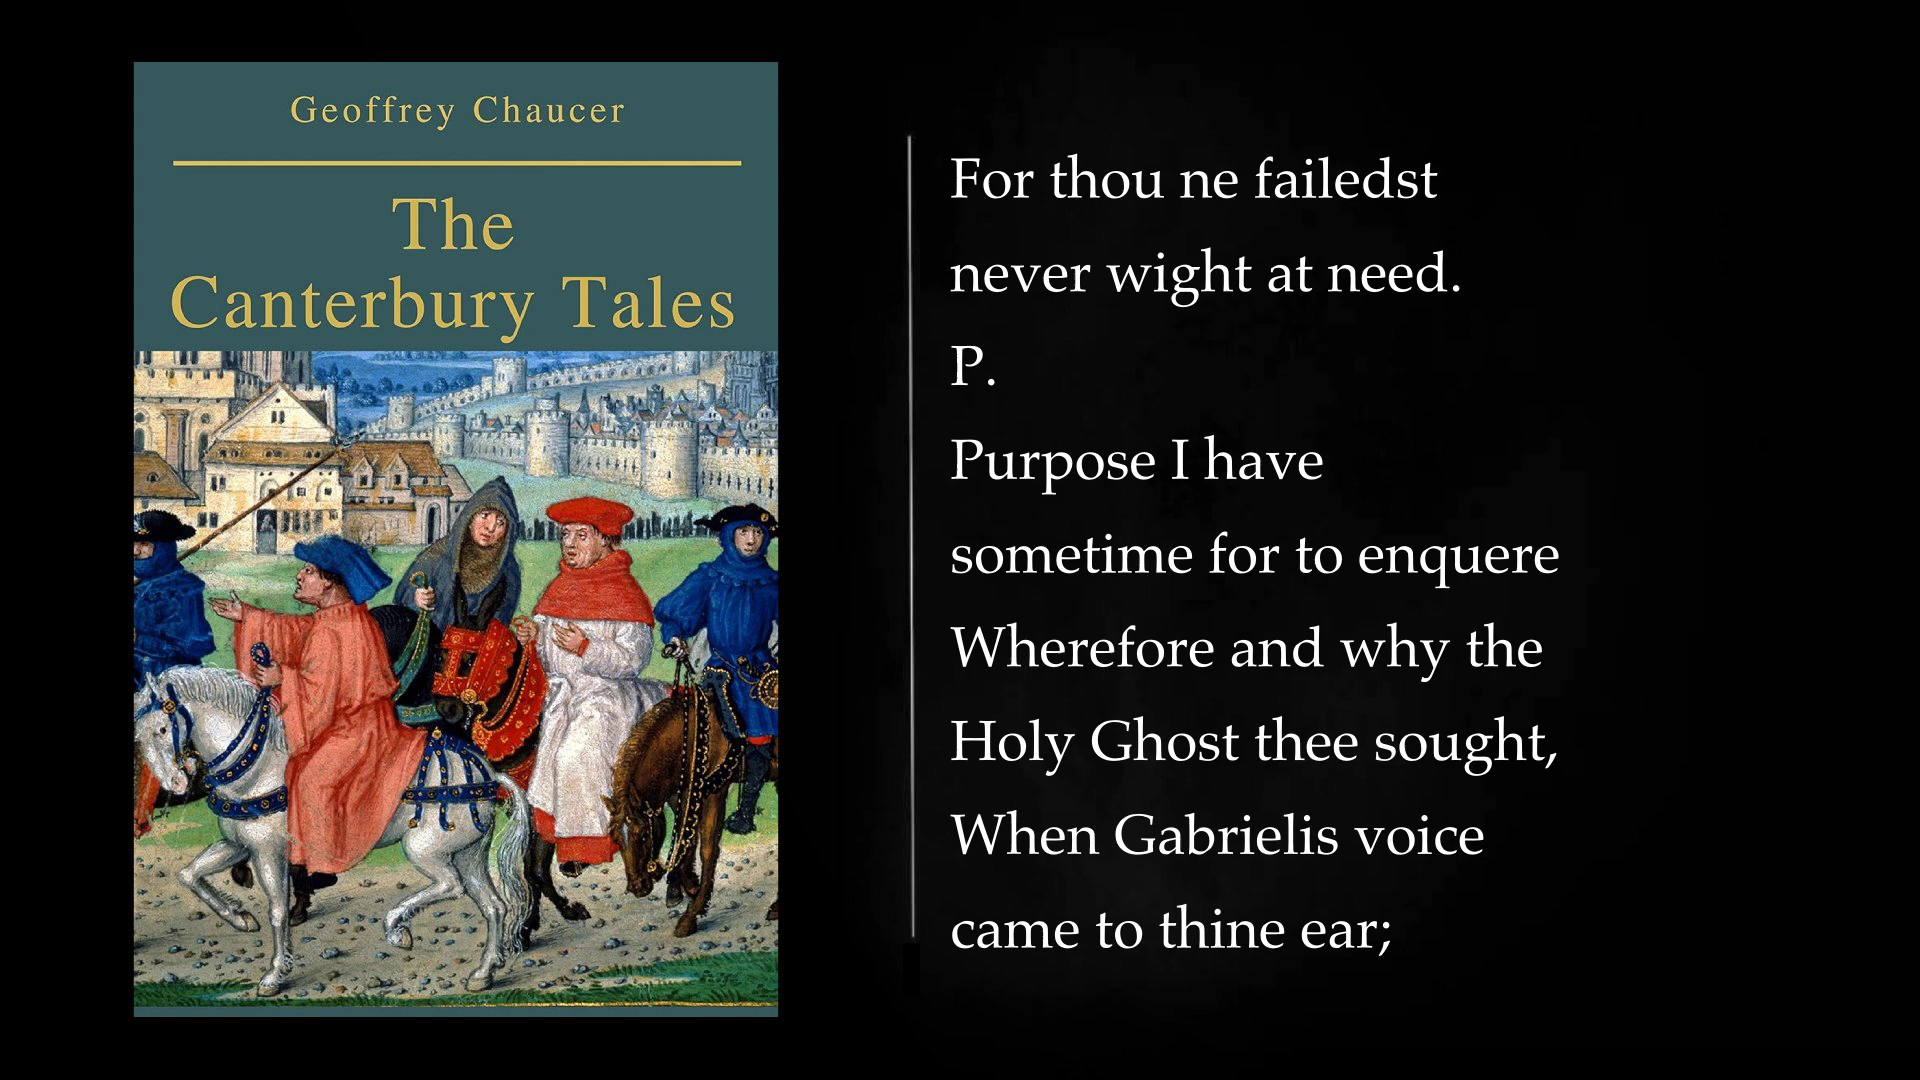 Geoffrey Chaucer
The
Canterbury Tales
For thou ne failedst
never wight at need.
P.
Purpose I have
sometime for to enquere
Wherefore and why the
Holy Ghost thee sought,
When Gabrielis voice
came to thine ear;